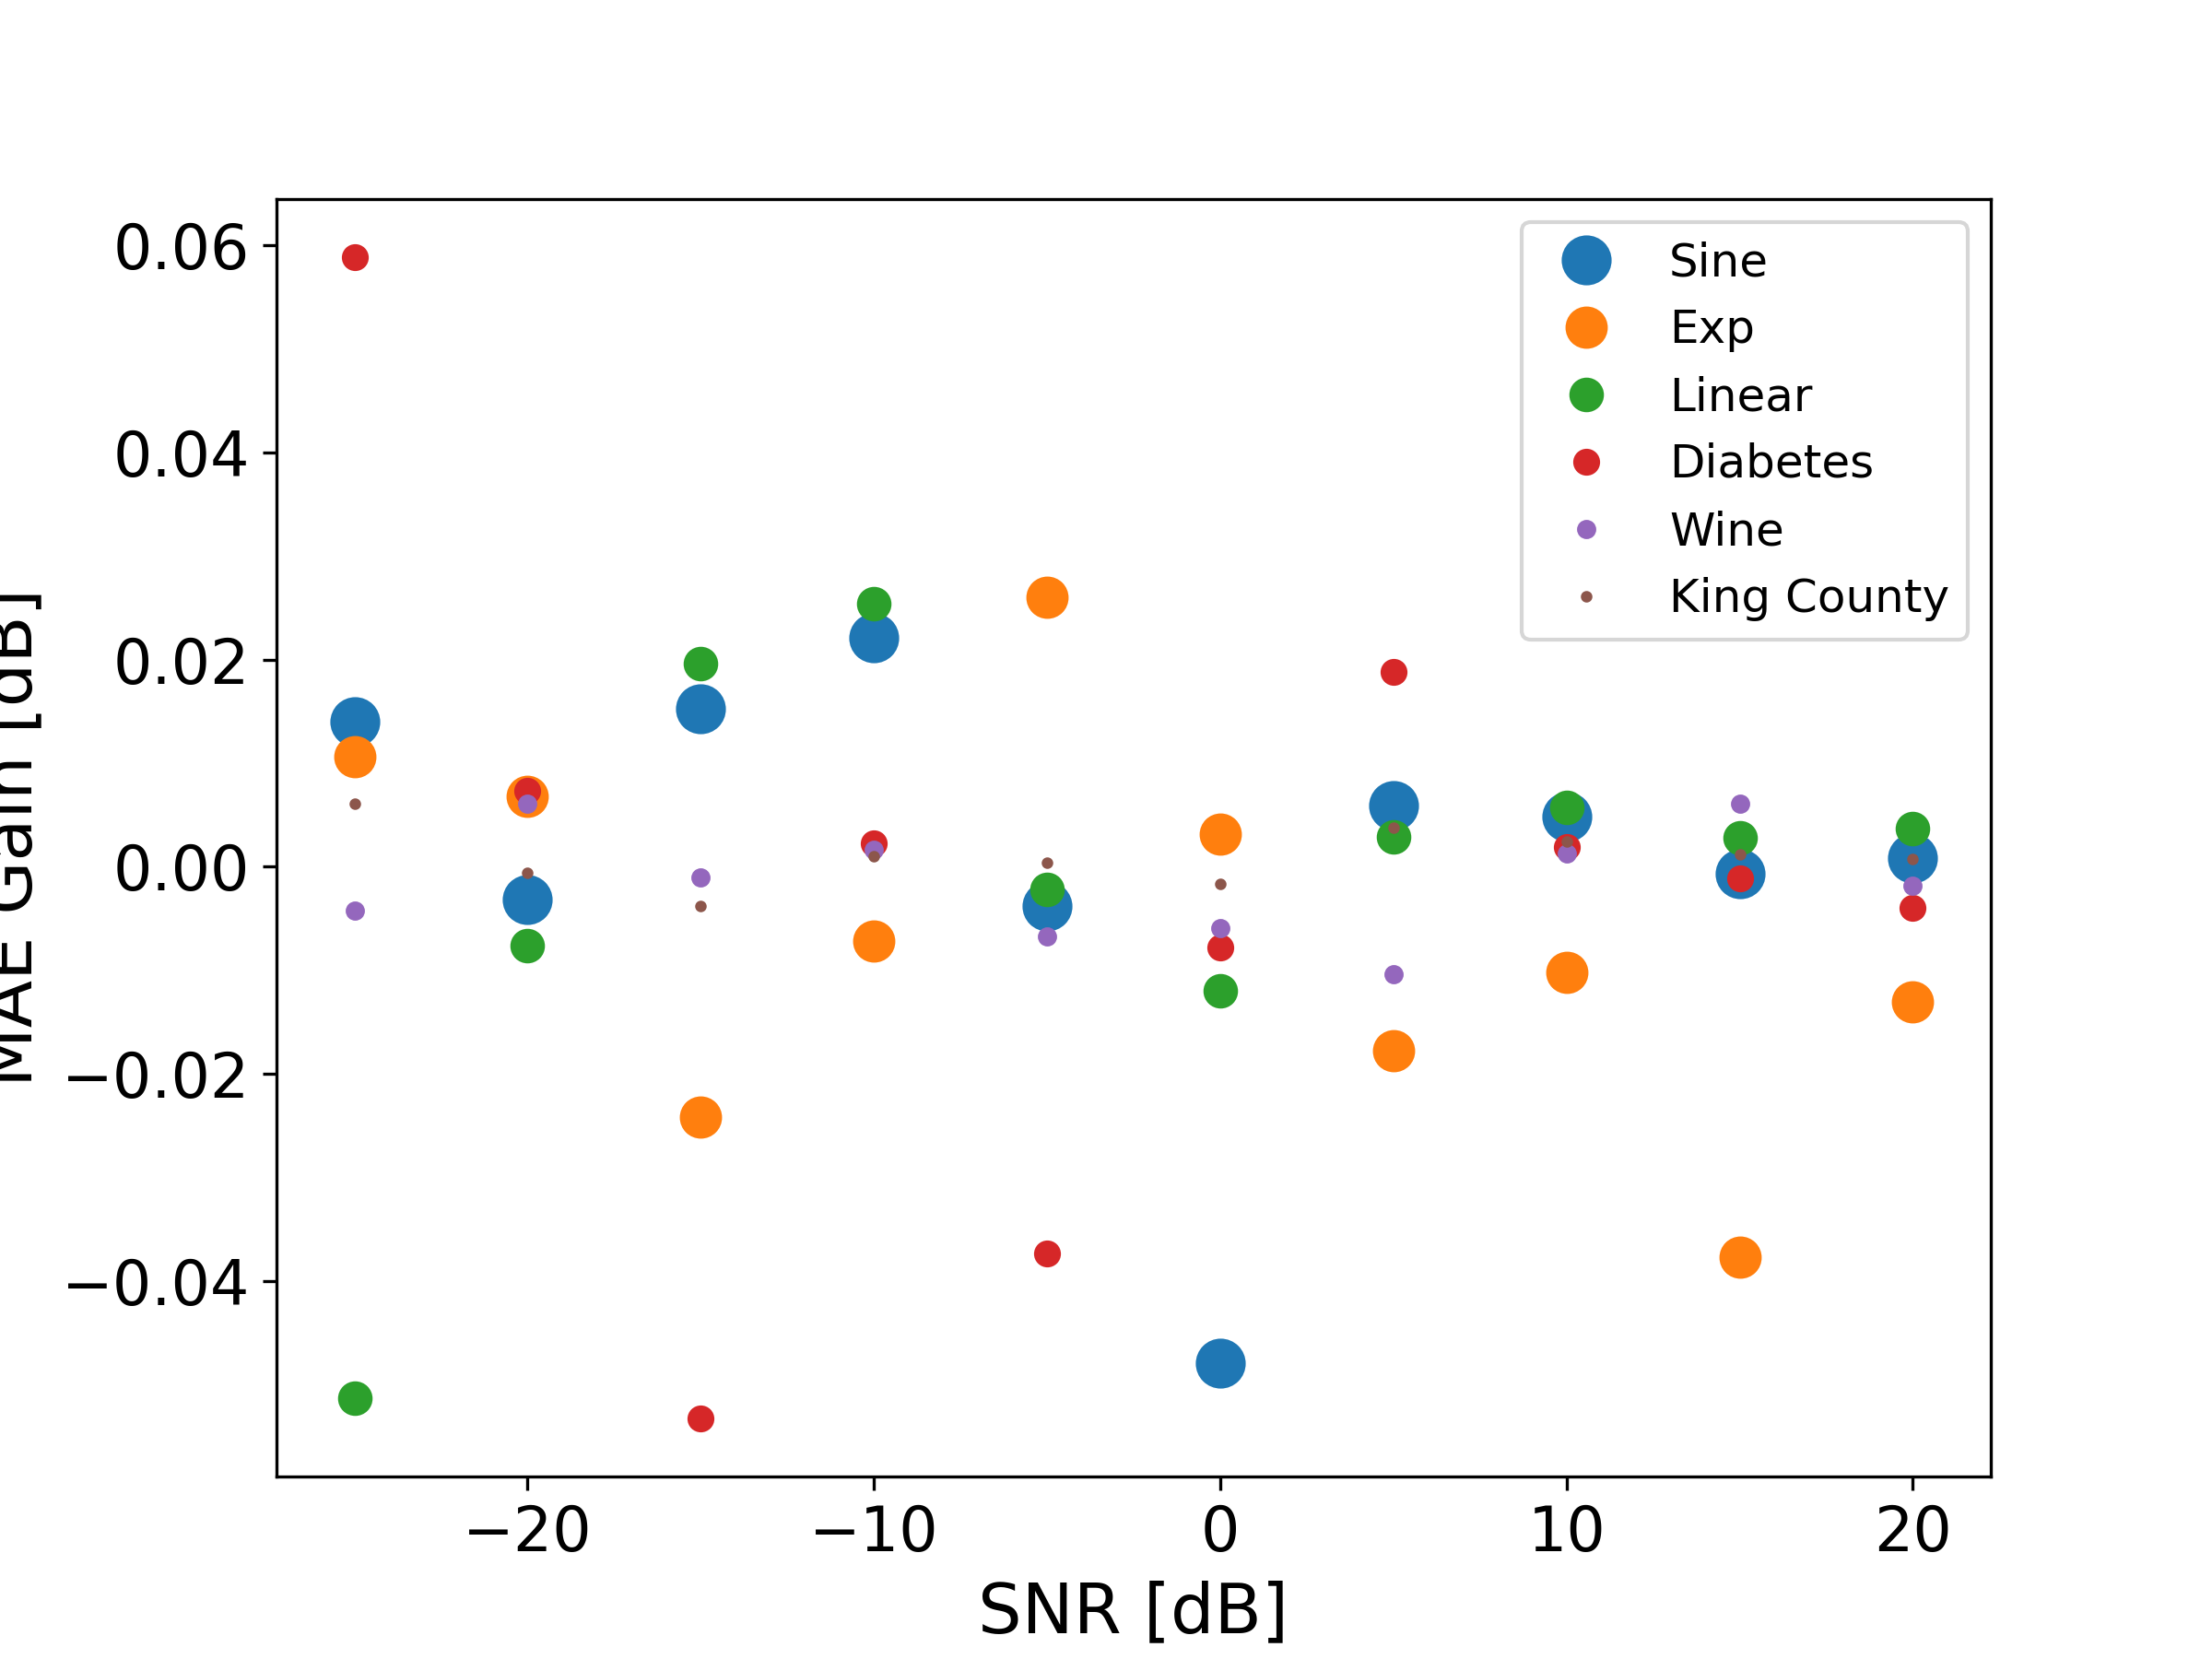 MAE Gain [dB]
0.06
0.04
0.02
0.00
−0.02
−0.04
−20 −10 0 10 20
SNR [dB]
Sine
Exp
Linear
Diabetes
Wine
King County